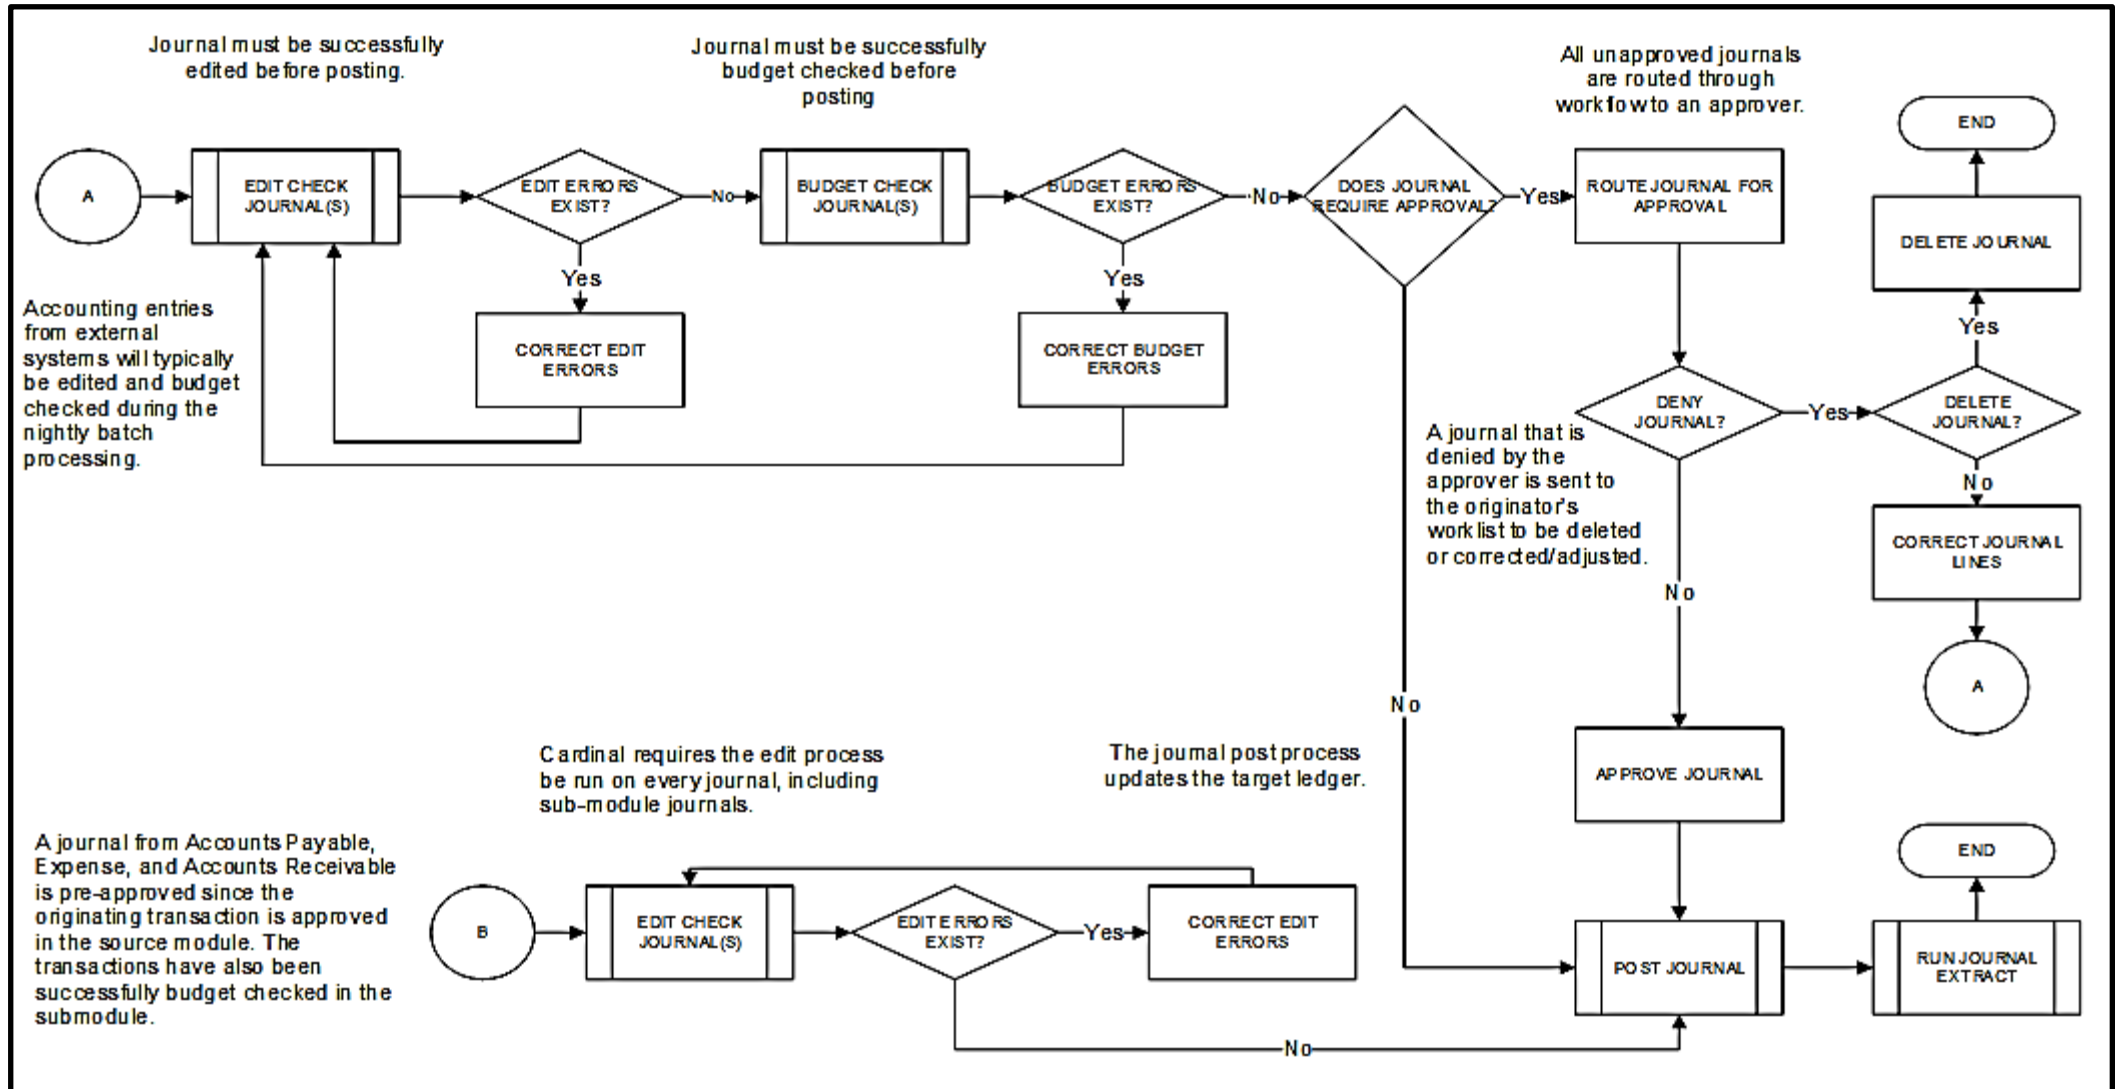 Journal must be successfully
edited before posting.
Journal must be successfully
budget checked before
posting
All unapproved journals
are routed through
workflow to an approver.
END
A
EDIT CHECK
JOURNAL(S)
EDIT ERRORS
EXIST?
No
BUDGET CHECK
JOURNAL(S)
BUDGET ERRORS
EXIST?
No
DOES JOURNAL
REQUIRE APPROVAL?
Yes
ROUTE JOURNAL FOR
APPROVAL
DELETE JOURNAL
Yes
Yes
Yes
Accounting entries
from external
systems will typically
be edited and budget
checked during the
nightly batch
processing.
CORRECT EDIT
ERRORS
CORRECT BUDGET
ERRORS
DENY
JOURNAL?
Yes
DELETE
JOURNAL?
A journal that is
denied by the
approver is sent to
the originator's
worklist to be deleted
or corrected/adjusted.
No
CORRECT JOURNAL
LINES
No
A
No
Cardinal requires the edit process
be run on every journal, including
sub-module journals.
The journal post process
updates the target ledger.
APPROVE JOURNAL
A journal from Accounts Payable,
Expense, and Accounts Receivable
is pre-approved since the
originating transaction is approved
in the source module. The
transactions have also been
successfully budget checked in the
submodule.
END
B
EDIT CHECK
JOURNAL(S)
EDIT ERRORS
EXIST?
Yes
CORRECT EDIT
ERRORS
POST JOURNAL
RUN JOURNAL
EXTRACT
No